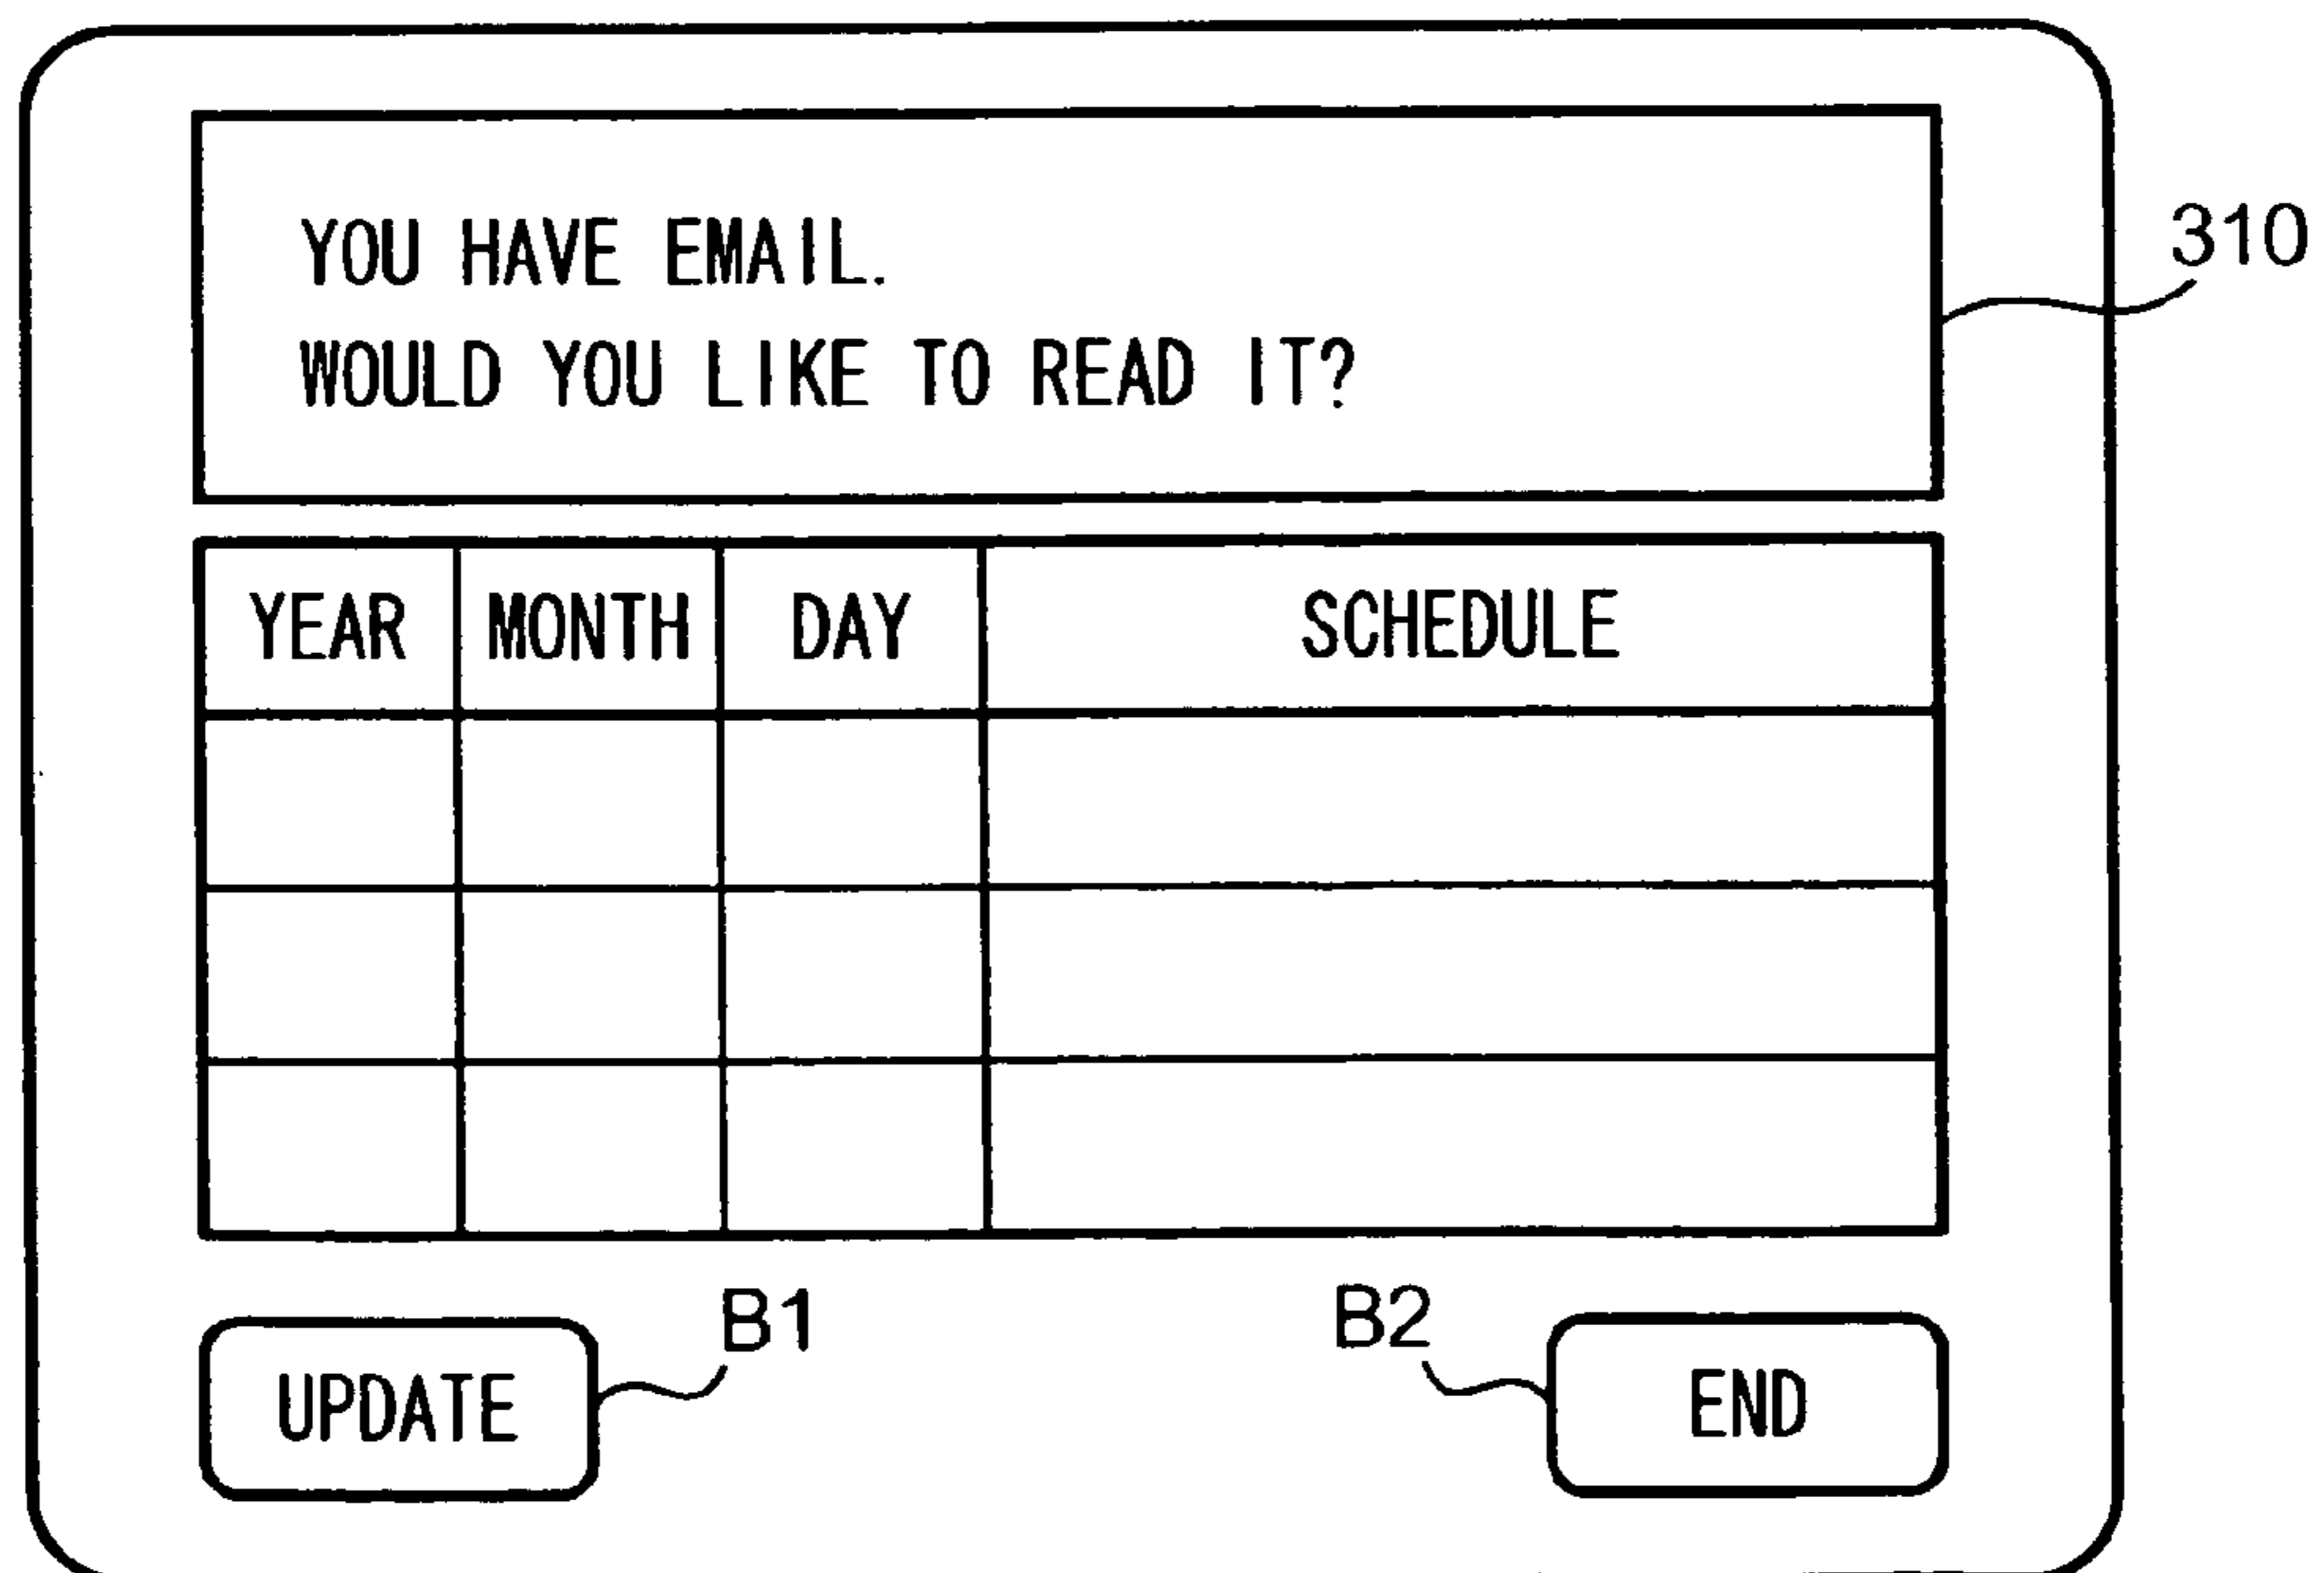 YOU HAVE EMAIL.
310
WOULD YOU LIKE TO READ IT?
YEAR MONTH DAY SCHEDULE
B1 B2
UPDATE END